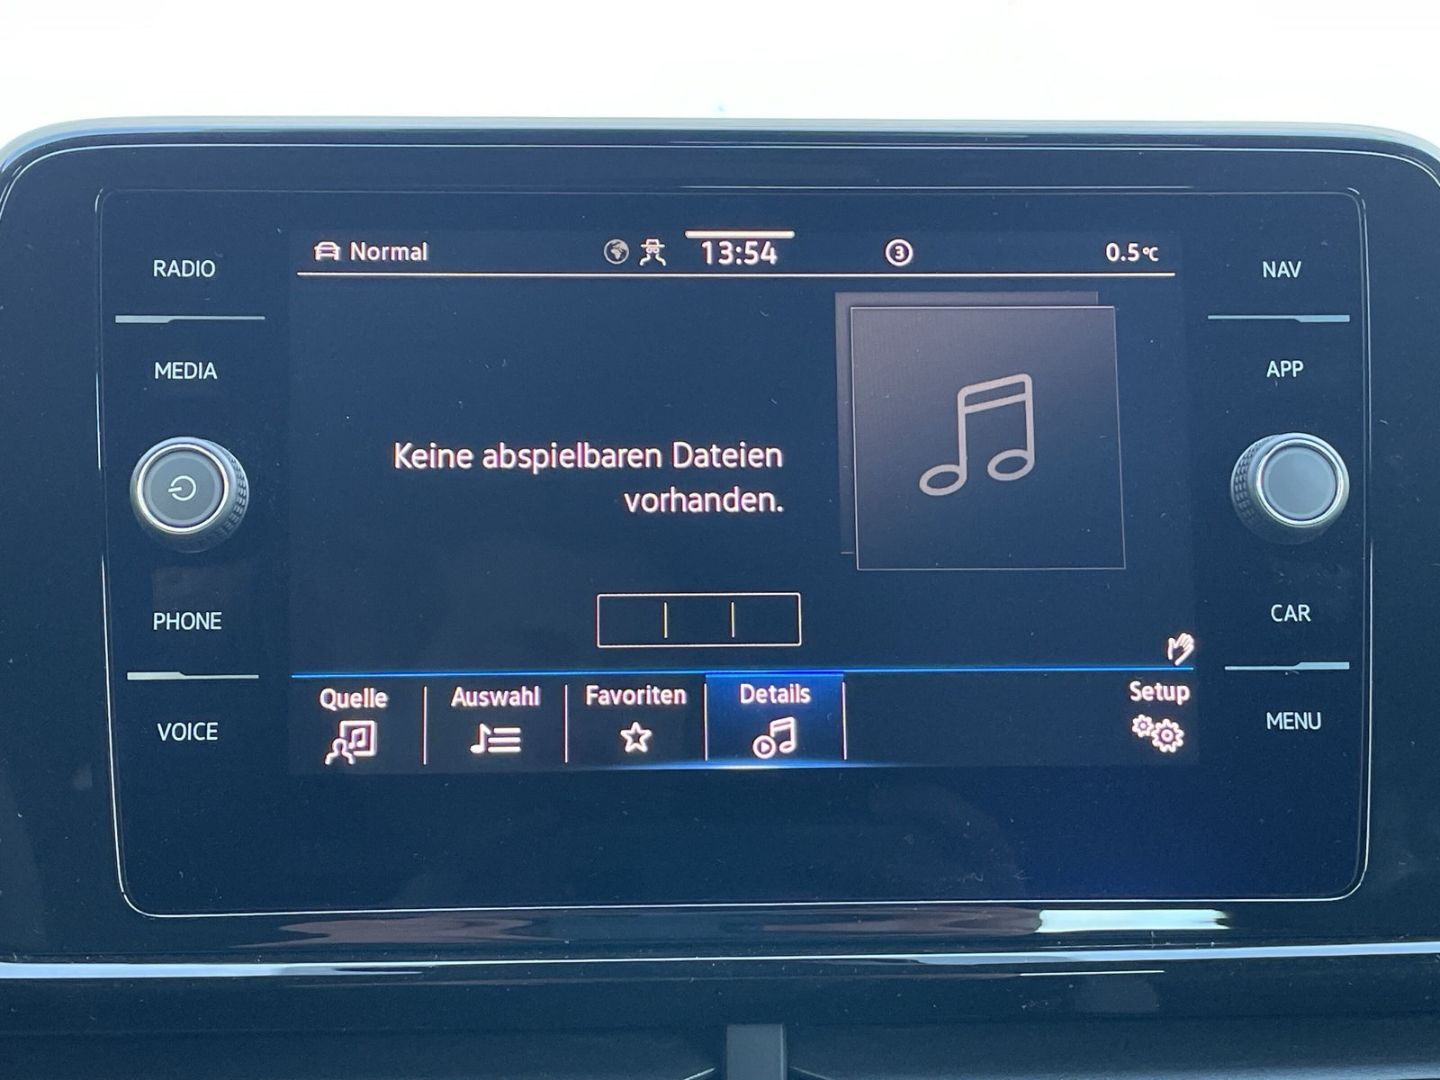 Normal
13:54
3
0.5°C
RADIO
NAV
MEDIA
APP
Keine abspielbaren Dateien
vorhanden.
PHONE
CAR
Quelle
Auswahl
Favoriten
Details
Setup
VOICE
MENU